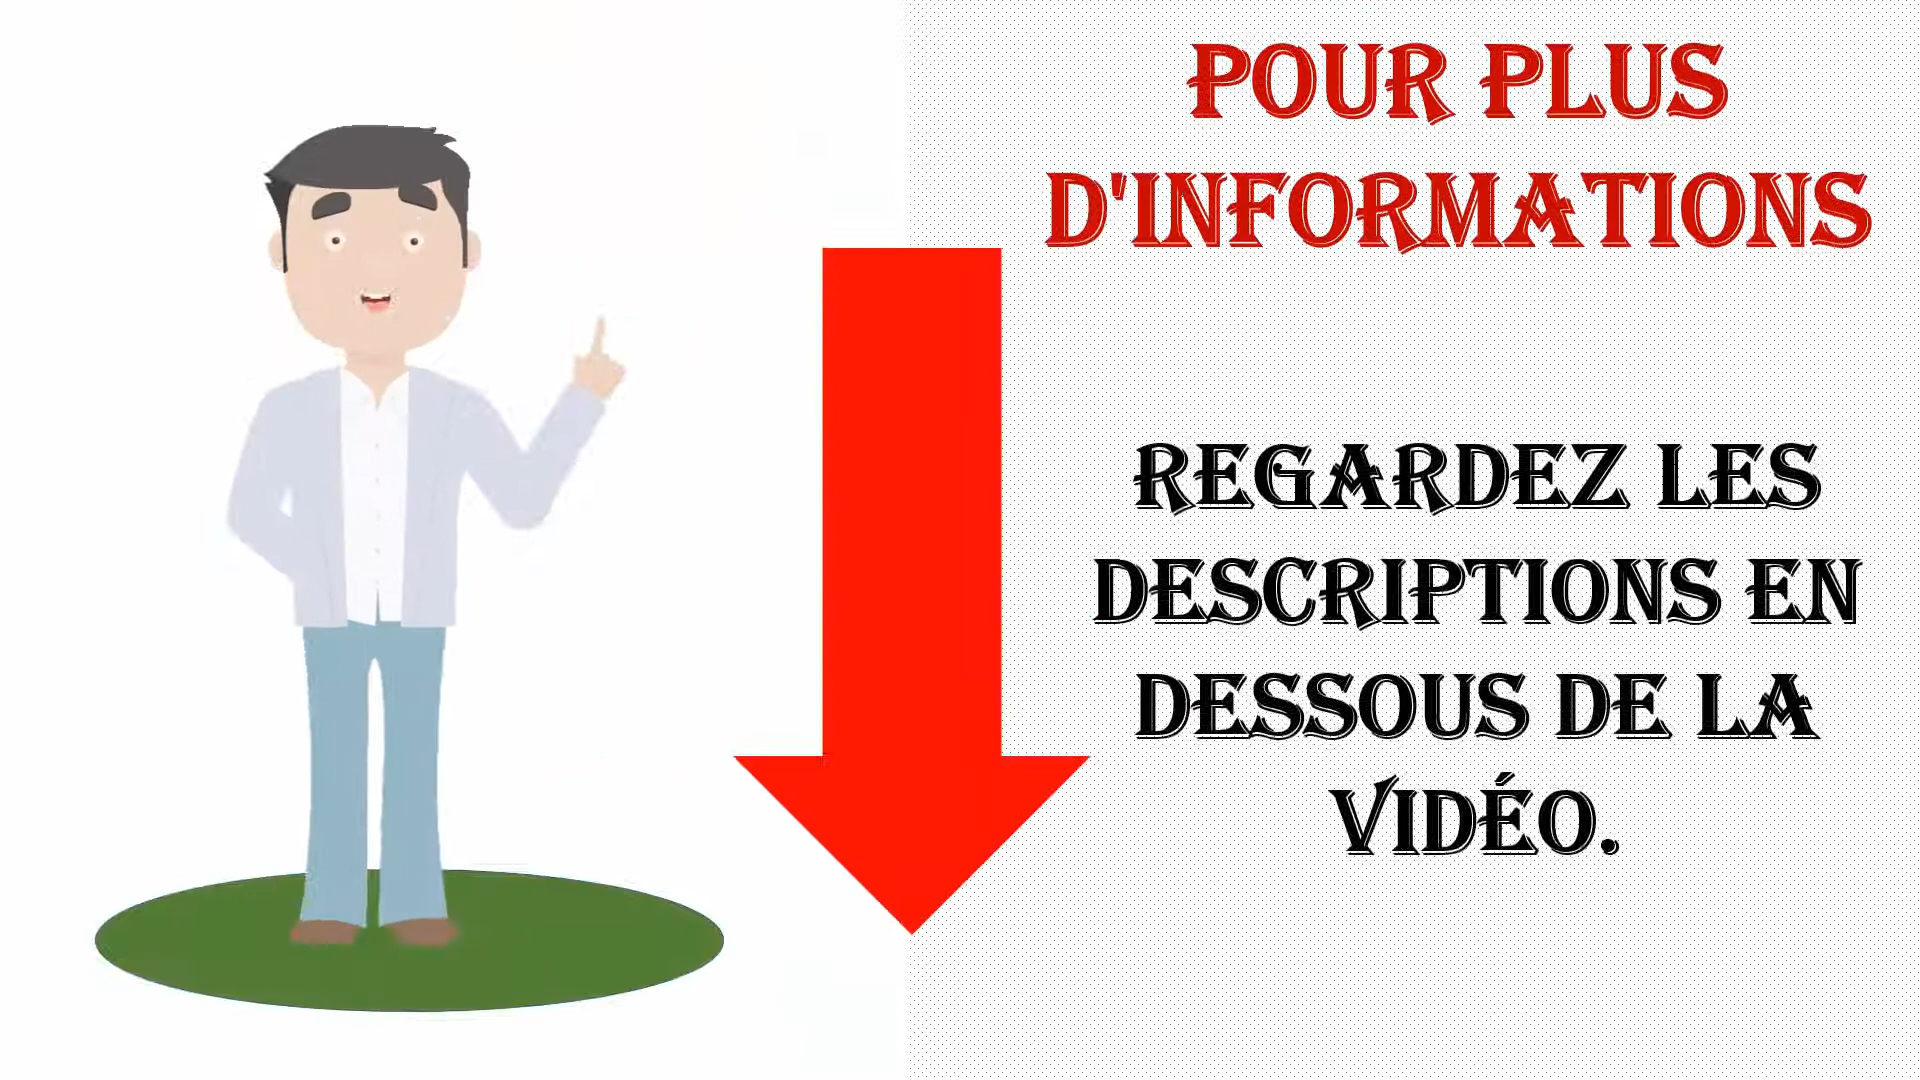 POUR PLUS
D'INFORMATIONS
REGARDEZ LES
DESCRIPTIONS EN
DESSOUS DE LA
VIDÉO.